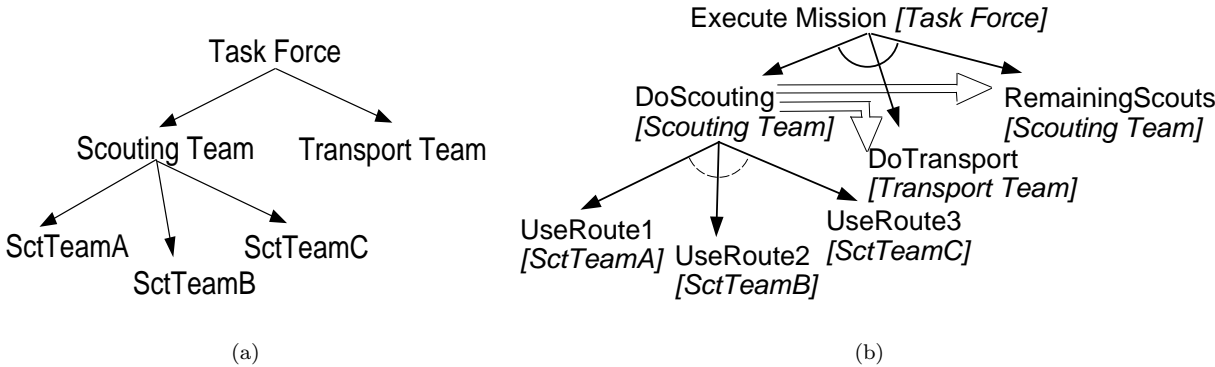 Task Force
Scouting Team
Transport Team
SctTeamA
SctTeamB
SctTeamC
(a)
Execute Mission [Task Force]
DoScouting
[Scouting Team]
RemainingScouts
[Scouting Team]
DoTransport
[Transport Team]
UseRoute1
[SctTeamA]
UseRoute2
[SctTeamB]
UseRoute3
[SctTeamC]
(b)